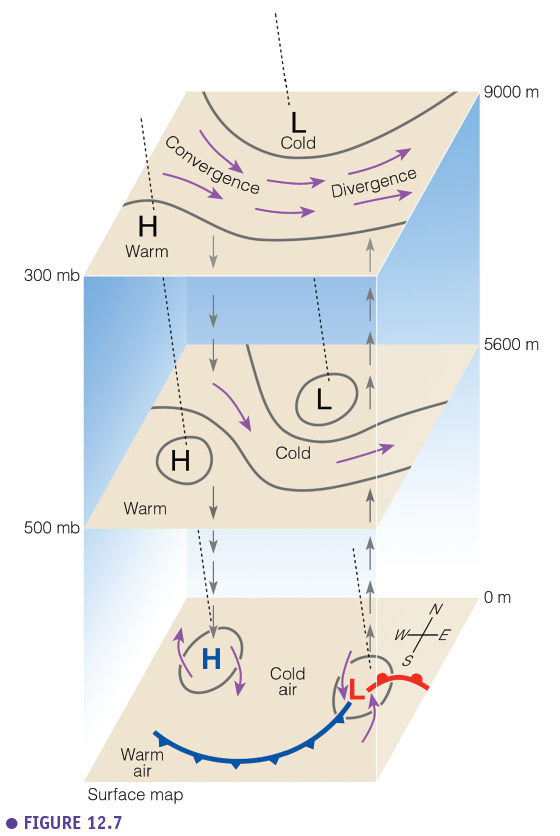 9000 m
L
Cold
Convergence
Divergence
H
Warm
300 mb
5600 m
L
Cold
H
Warm
500 mb
0 m
N
W
E
S
H
Cold
air
L
Warm
air
Surface map
● FIGURE 12.7